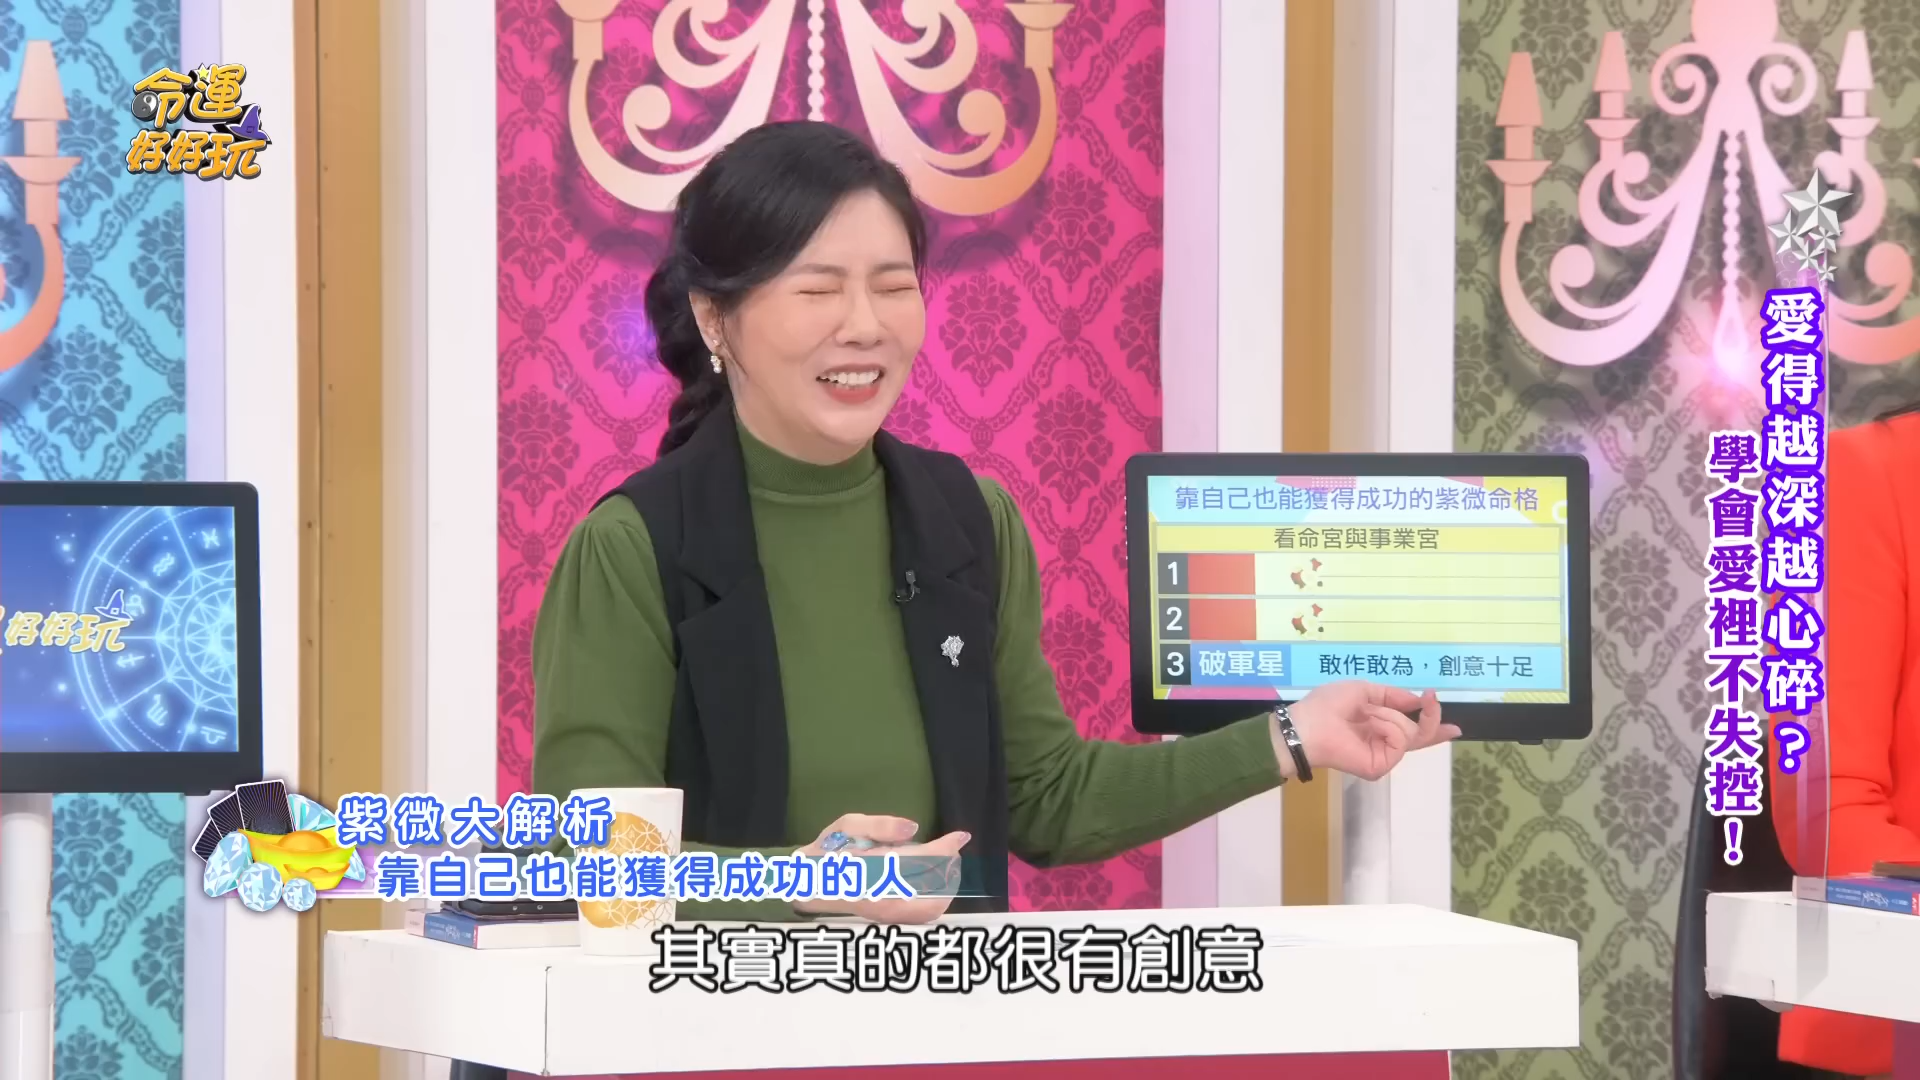 命運
好好玩
愛得越深越心碎？
學會愛裡不失控！
靠自己也能獲得成功的紫微命格
看命宮與事業宮
1
2
3 破軍星 敢作敢為，創意十足
好好玩
紫微大解析
靠自己也能獲得成功的人
其實真的都很有創意